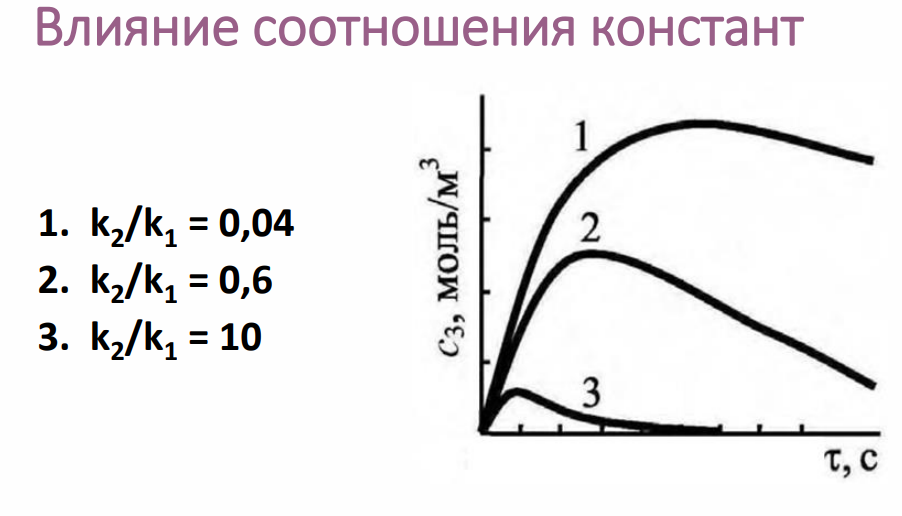 Влияние соотношения констант
1. k₂/k₁ = 0,04
2. k₂/k₁ = 0,6
3. k₂/k₁ = 10
c₃, моль/м³
1
2
3
τ, с